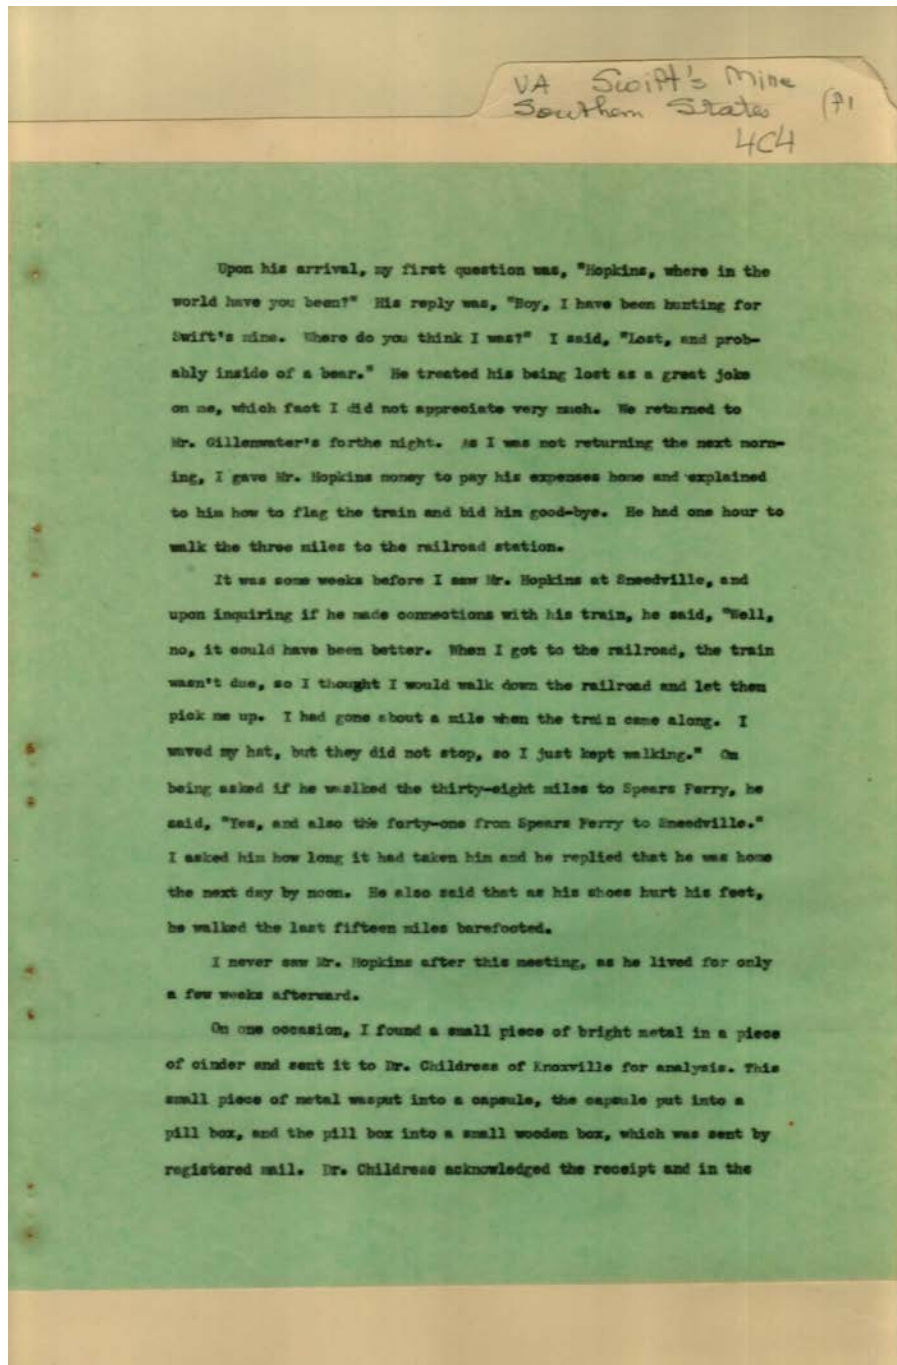 VA Swift's Mine
Southern States (P1
4C4
Upon his arrival, my first question was, "Hopkins, where in the
world have you been?" His reply was, "Boy, I have been hunting for
Swift's mine. Where do you think I was?" I said, "Lost, and prob-
ably inside of a bear." He treated his being lost as a great joke
on me, which fact I did not appreciate very much. We returned to
Mr. Gillenwater's forthe night. As I was not returning the next morn-
ing, I gave Mr. Hopkins money to pay his expenses home and explained
to him how to flag the train and bid him good-bye. He had one hour to
walk the three miles to the railroad station.
It was some weeks before I saw Mr. Hopkins at Sneedville, and
upon inquiring if he made connections with his train, he said, "Well,
no, it could have been better. When I got to the railroad, the train
wasn't due, so I thought I would walk down the railroad and let them
pick me up. I had gone about a mile when the train came along. I
waved my hat, but they did not stop, so I just kept walking." On
being asked if he waalked the thirty-eight miles to Spears Ferry, he
said, "Yes, and also the forty-one from Spears Ferry to Sneedville."
I asked him how long it had taken him and he replied that he was home
the next day by noon. He also said that as his shoes hurt his feet,
he walked the last fifteen miles barefooted.
I never saw Mr. Hopkins after this meeting, as he lived for only
a few weeks afterward.
On one occasion, I found a small piece of bright metal in a piece
of cinder and sent it to Dr. Childress of Knoxville for analysis. This
small piece of metal wasput into a capsule, the capsule put into a
pill box, and the pill box into a small wooden box, which was sent by
registered mail. Dr. Childress acknowledged the receipt and in the